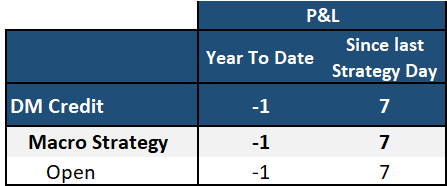 P&L
Year To Date
Since last
Strategy Day
DM Credit -1 7
Macro Strategy -1 7
Open -1 7